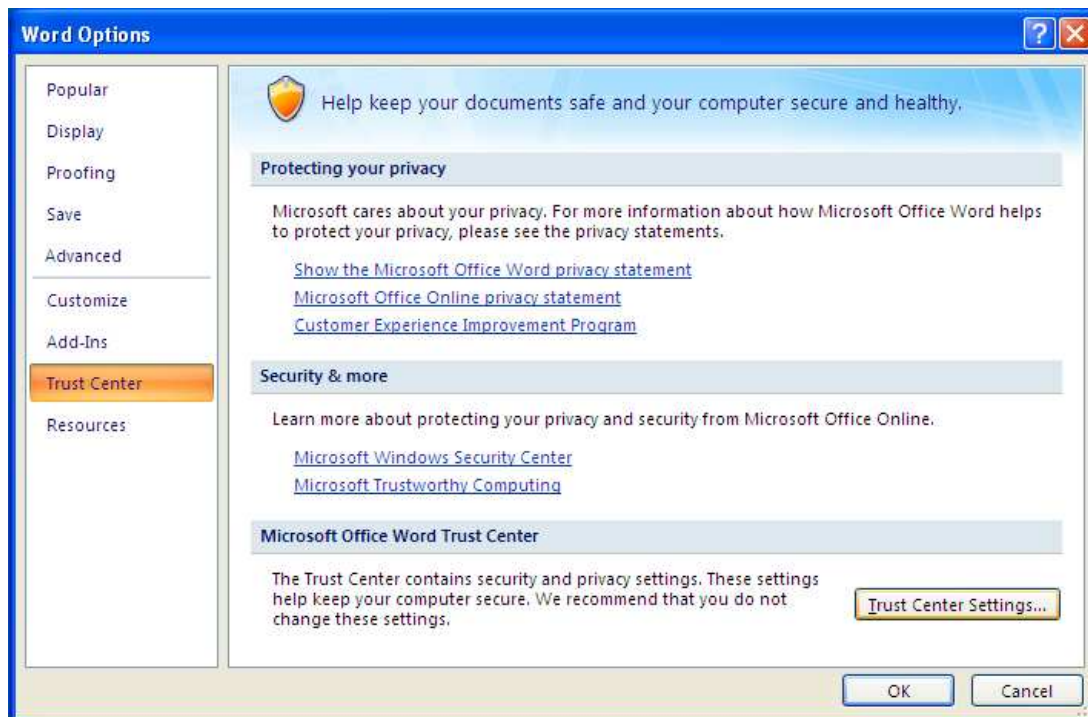 Word Options
?
X
Popular
Display
Proofing
Save
Advanced
Customize
Add-Ins
Trust Center
Resources
Help keep your documents safe and your computer secure and healthy.
Protecting your privacy
Microsoft cares about your privacy. For more information about how Microsoft Office Word helps
to protect your privacy, please see the privacy statements.
Show the Microsoft Office Word privacy statement
Microsoft Office Online privacy statement
Customer Experience Improvement Program
Security & more
Learn more about protecting your privacy and security from Microsoft Office Online.
Microsoft Windows Security Center
Microsoft Trustworthy Computing
Microsoft Office Word Trust Center
The Trust Center contains security and privacy settings. These settings
help keep your computer secure. We recommend that you do not
change these settings.
Trust Center Settings...
OK
Cancel